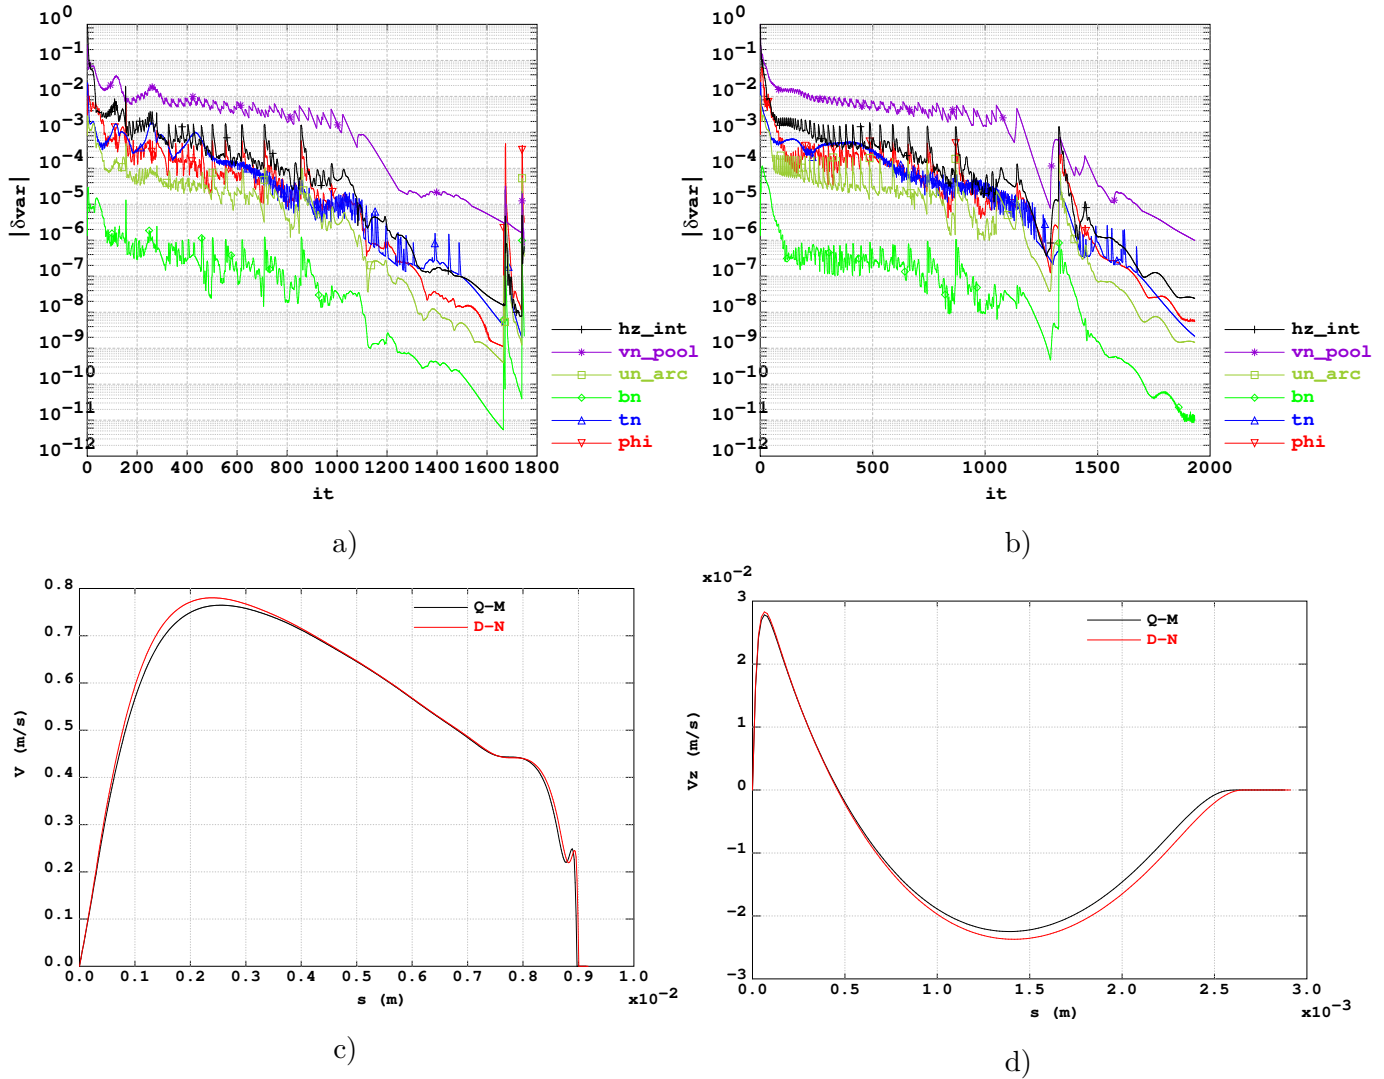 10^0
10^-1
10^-2
10^-3
10^-4
10^-5
10^-6
10^-7
10^-8
10^-9
10^-10
10^-11
10^-12
|δvar|
0 200 400 600 800 1000 1200 1400 1600 1800
it
hz_int
vn_pool
un_arc
bn
tn
phi
a)
10^0
10^-1
10^-2
10^-3
10^-4
10^-5
10^-6
10^-7
10^-8
10^-9
10^-10
10^-11
10^-12
|δvar|
0 500 1000 1500 2000
it
hz_int
vn_pool
un_arc
bn
tn
phi
b)
0.8
0.7
0.6
0.5
0.4
0.3
0.2
0.1
0.0
V (m/s)
Q-M
D-N
0.0 0.1 0.2 0.3 0.4 0.5 0.6 0.7 0.8 0.9 1.0
s (m) x10^-2
c)
x10^-2
3
2
1
0
-1
-2
-3
Vz (m/s)
Q-M
D-N
0.0 0.5 1.0 1.5 2.0 2.5 3.0
s (m) x10^-3
d)